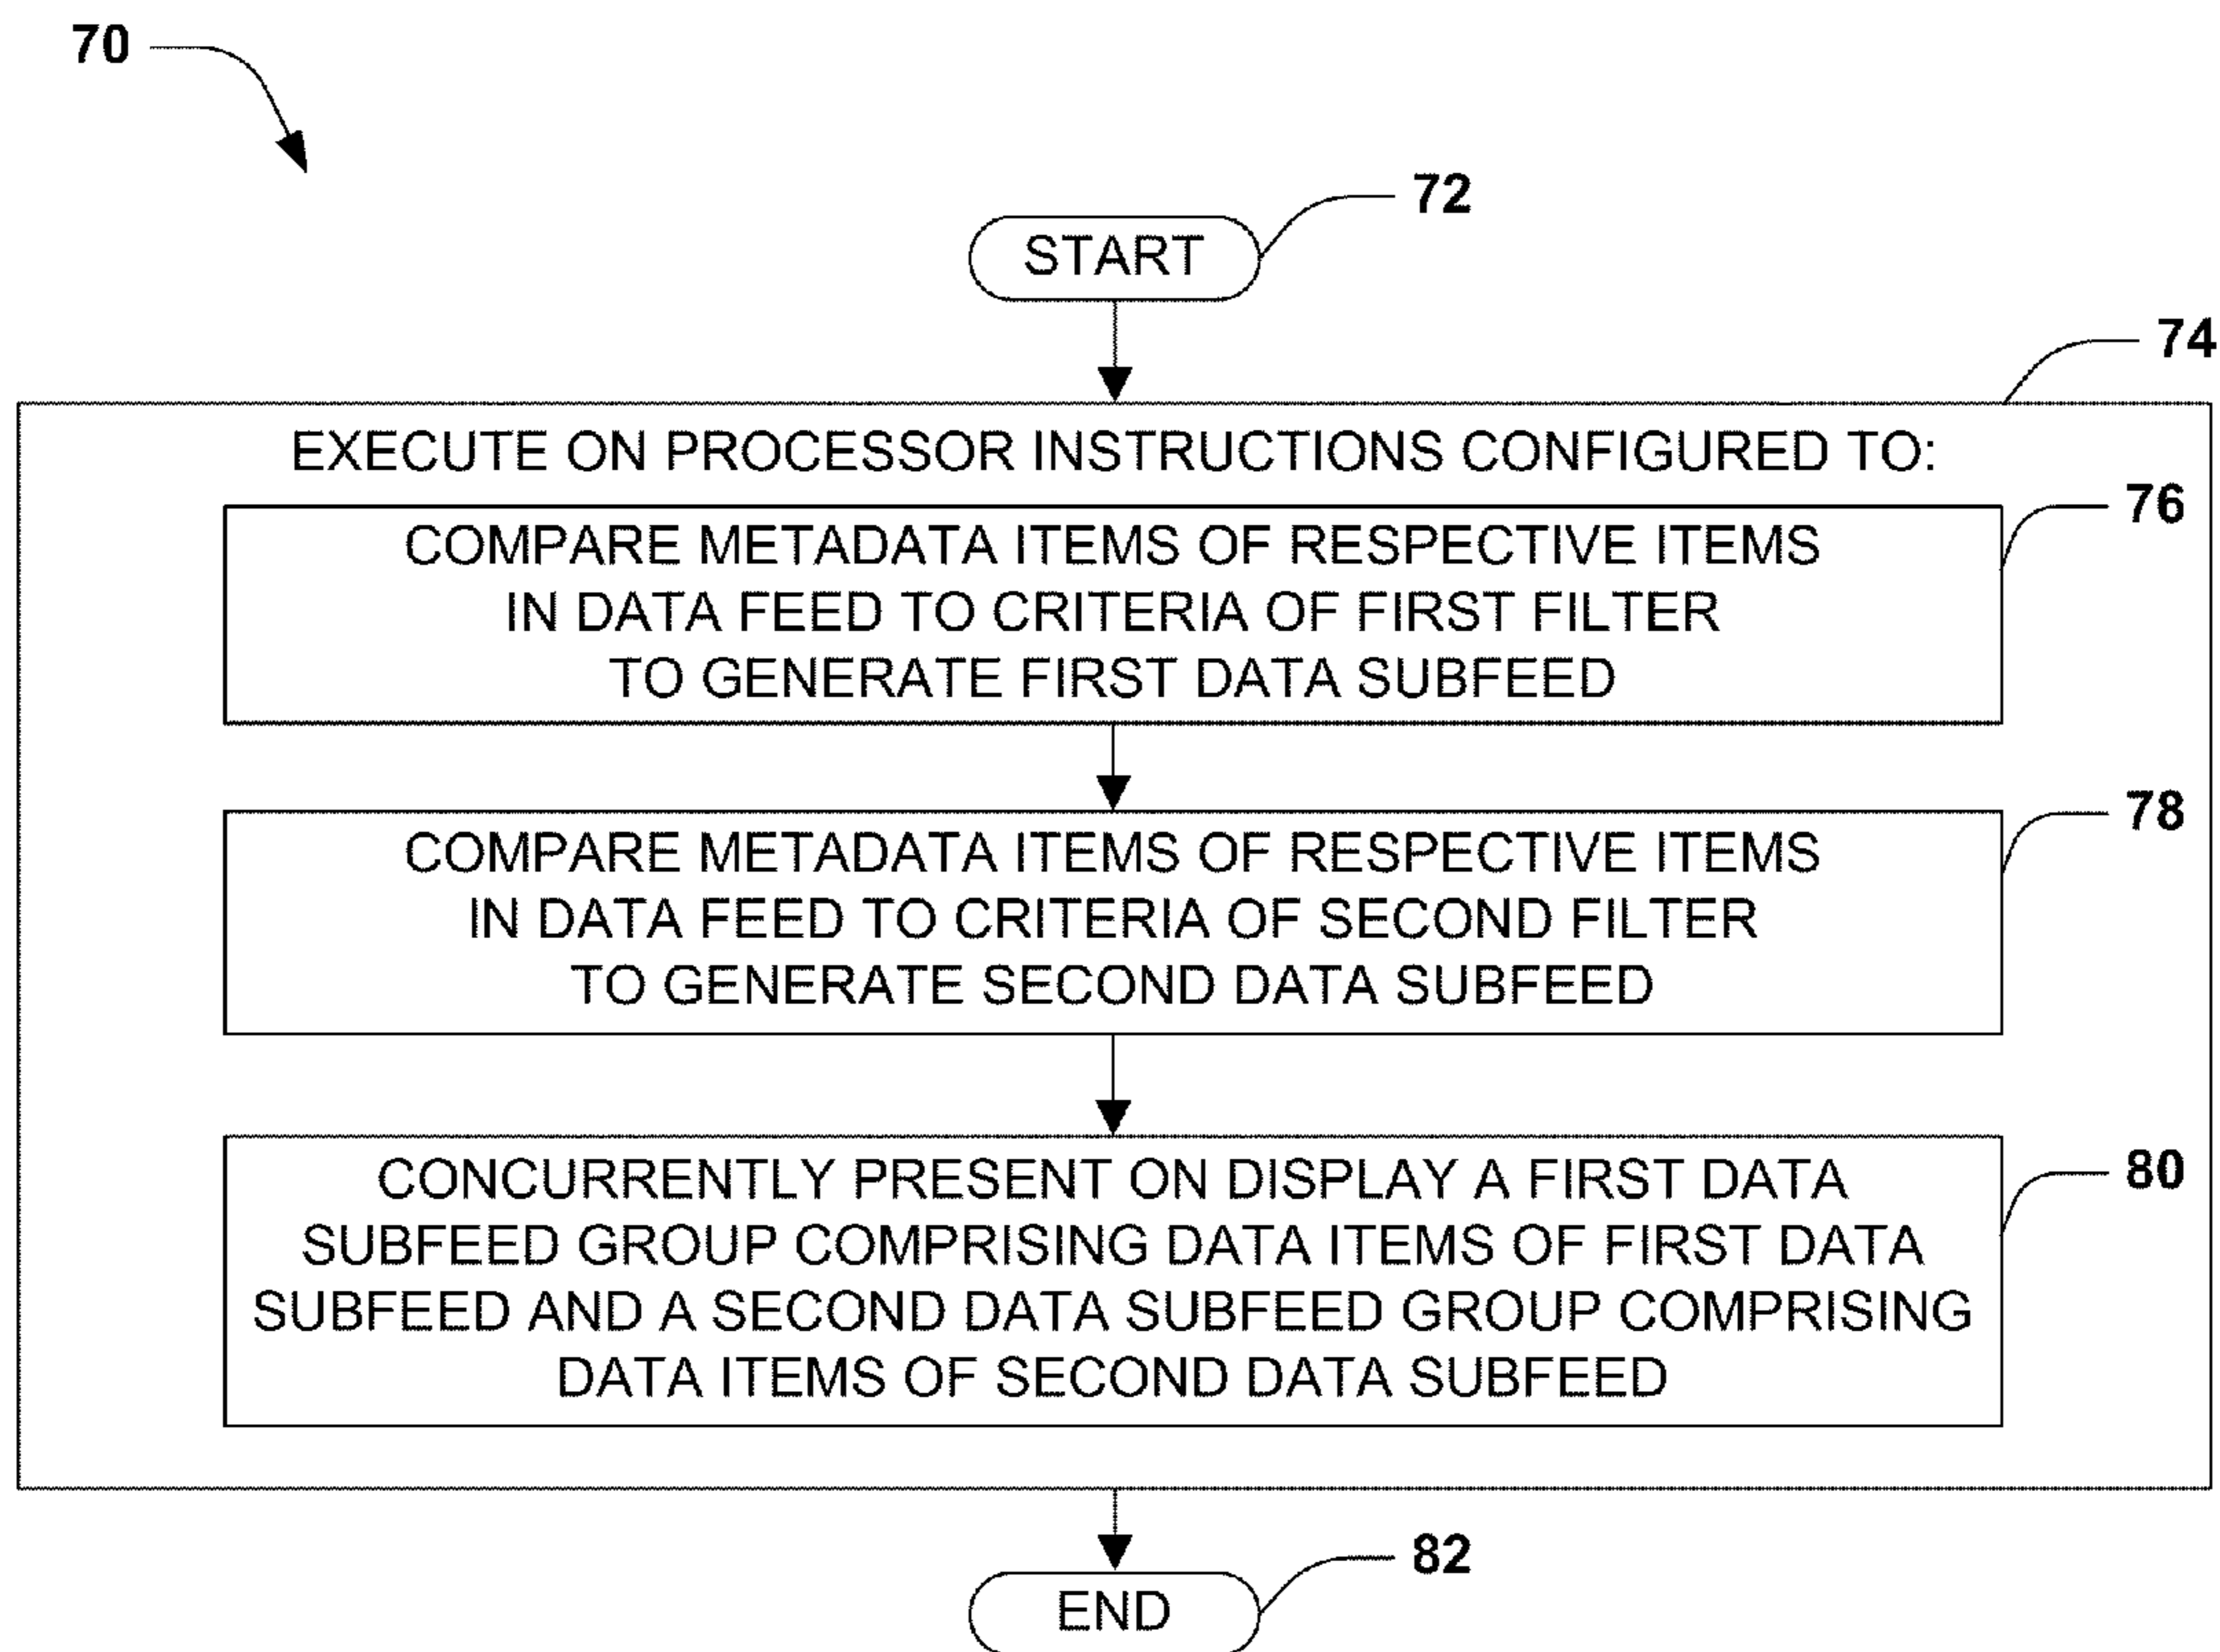 70
72
START
74
EXECUTE ON PROCESSOR INSTRUCTIONS CONFIGURED TO:
76
COMPARE METADATA ITEMS OF RESPECTIVE ITEMS
IN DATA FEED TO CRITERIA OF FIRST FILTER
TO GENERATE FIRST DATA SUBFEED
78
COMPARE METADATA ITEMS OF RESPECTIVE ITEMS
IN DATA FEED TO CRITERIA OF SECOND FILTER
TO GENERATE SECOND DATA SUBFEED
80
CONCURRENTLY PRESENT ON DISPLAY A FIRST DATA
SUBFEED GROUP COMPRISING DATA ITEMS OF FIRST DATA
SUBFEED AND A SECOND DATA SUBFEED GROUP COMPRISING
DATA ITEMS OF SECOND DATA SUBFEED
82
END